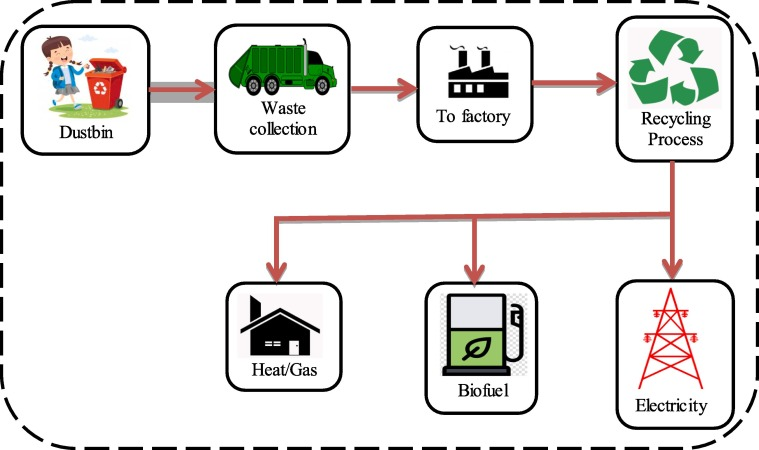 Dustbin
Waste
collection
To factory
Recycling
Process
Heat/Gas
Biofuel
Electricity